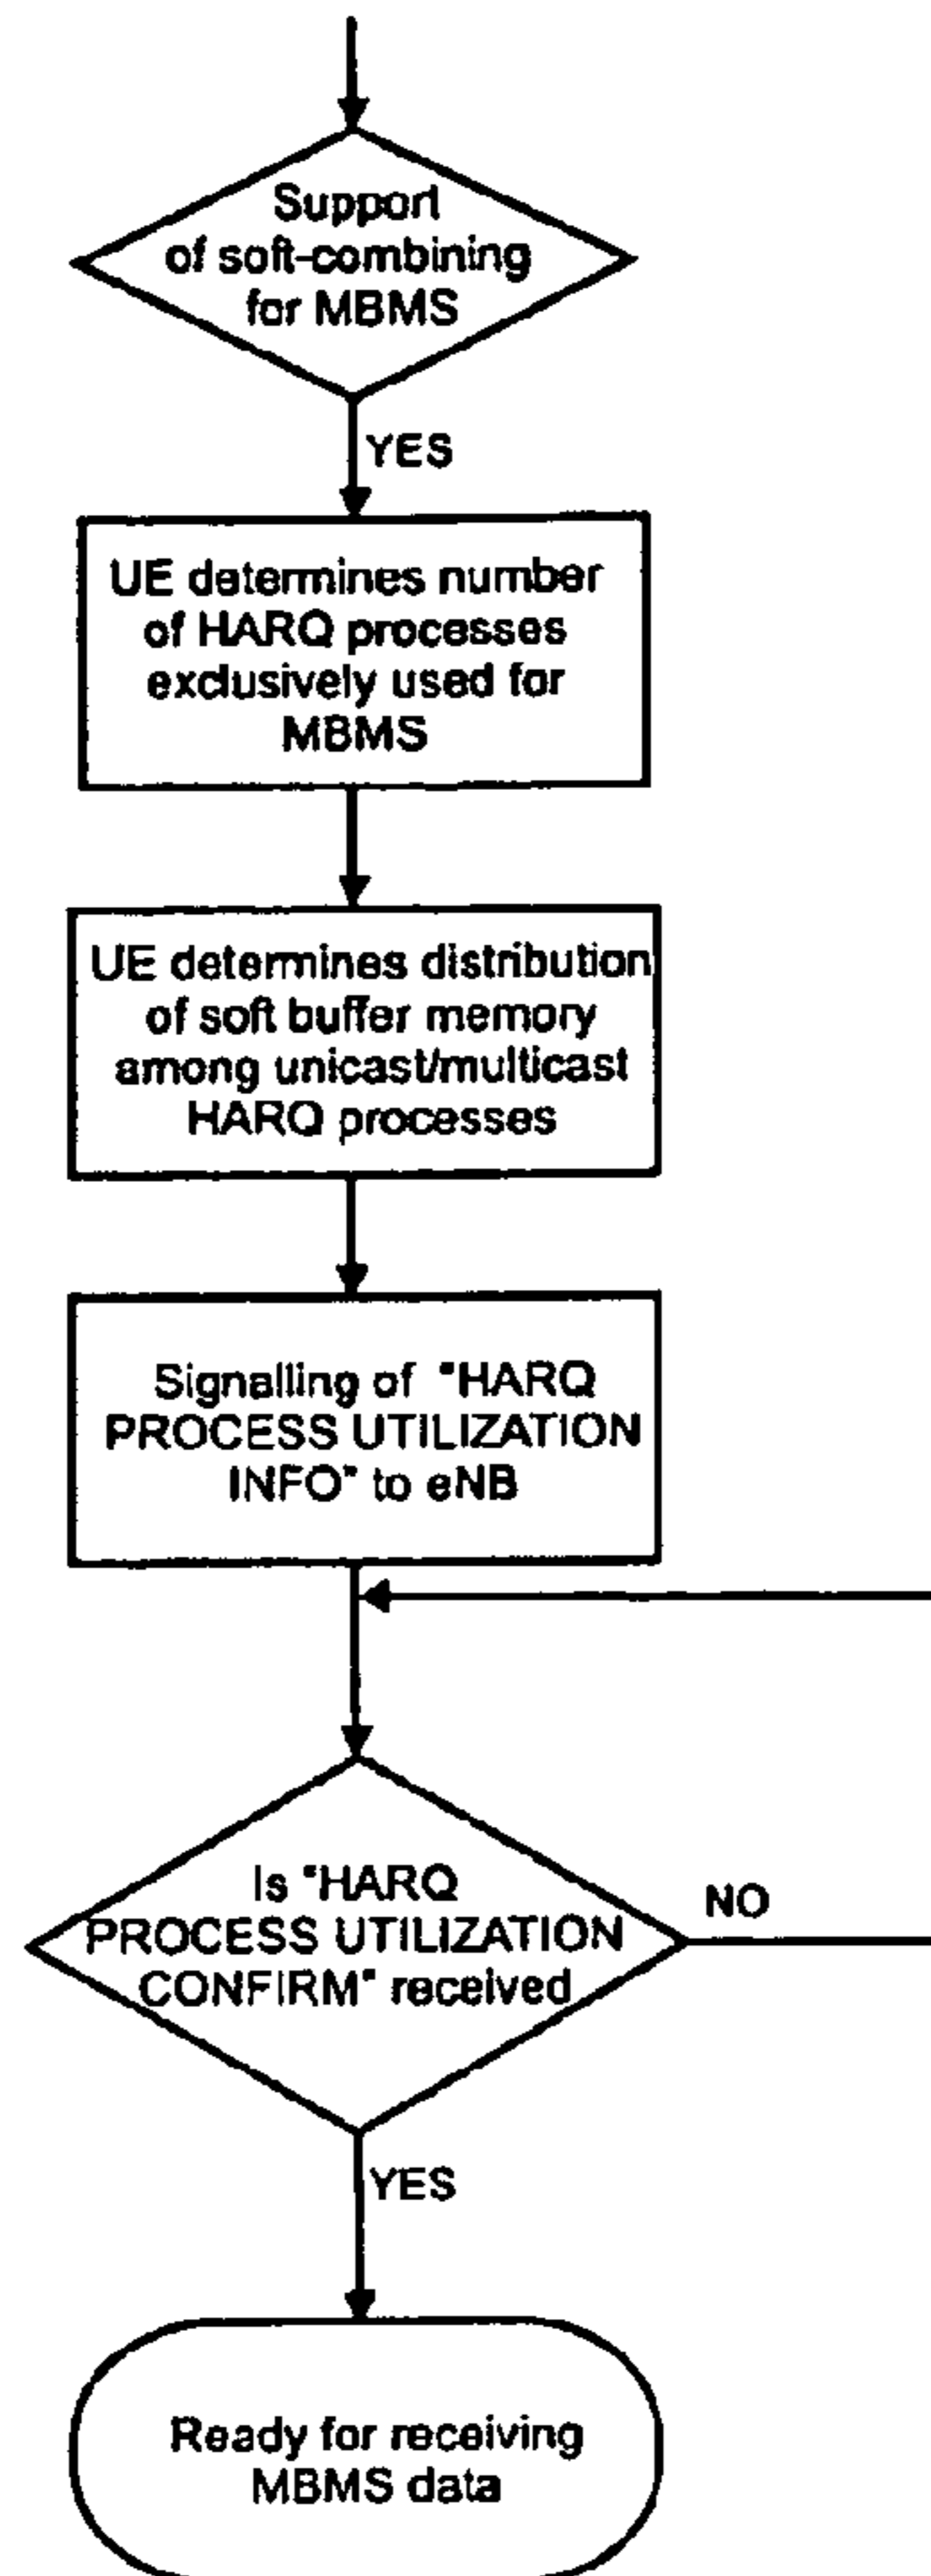 Support
of soft-combining
for MBMS
YES
UE determines number
of HARQ processes
exclusively used for
MBMS
UE determines distribution
of soft buffer memory
among unicast/multicast
HARQ processes
Signalling of "HARQ
PROCESS UTILIZATION
INFO" to eNB
Is "HARQ
PROCESS UTILIZATION
CONFIRM" received
NO
YES
Ready for receiving
MBMS data